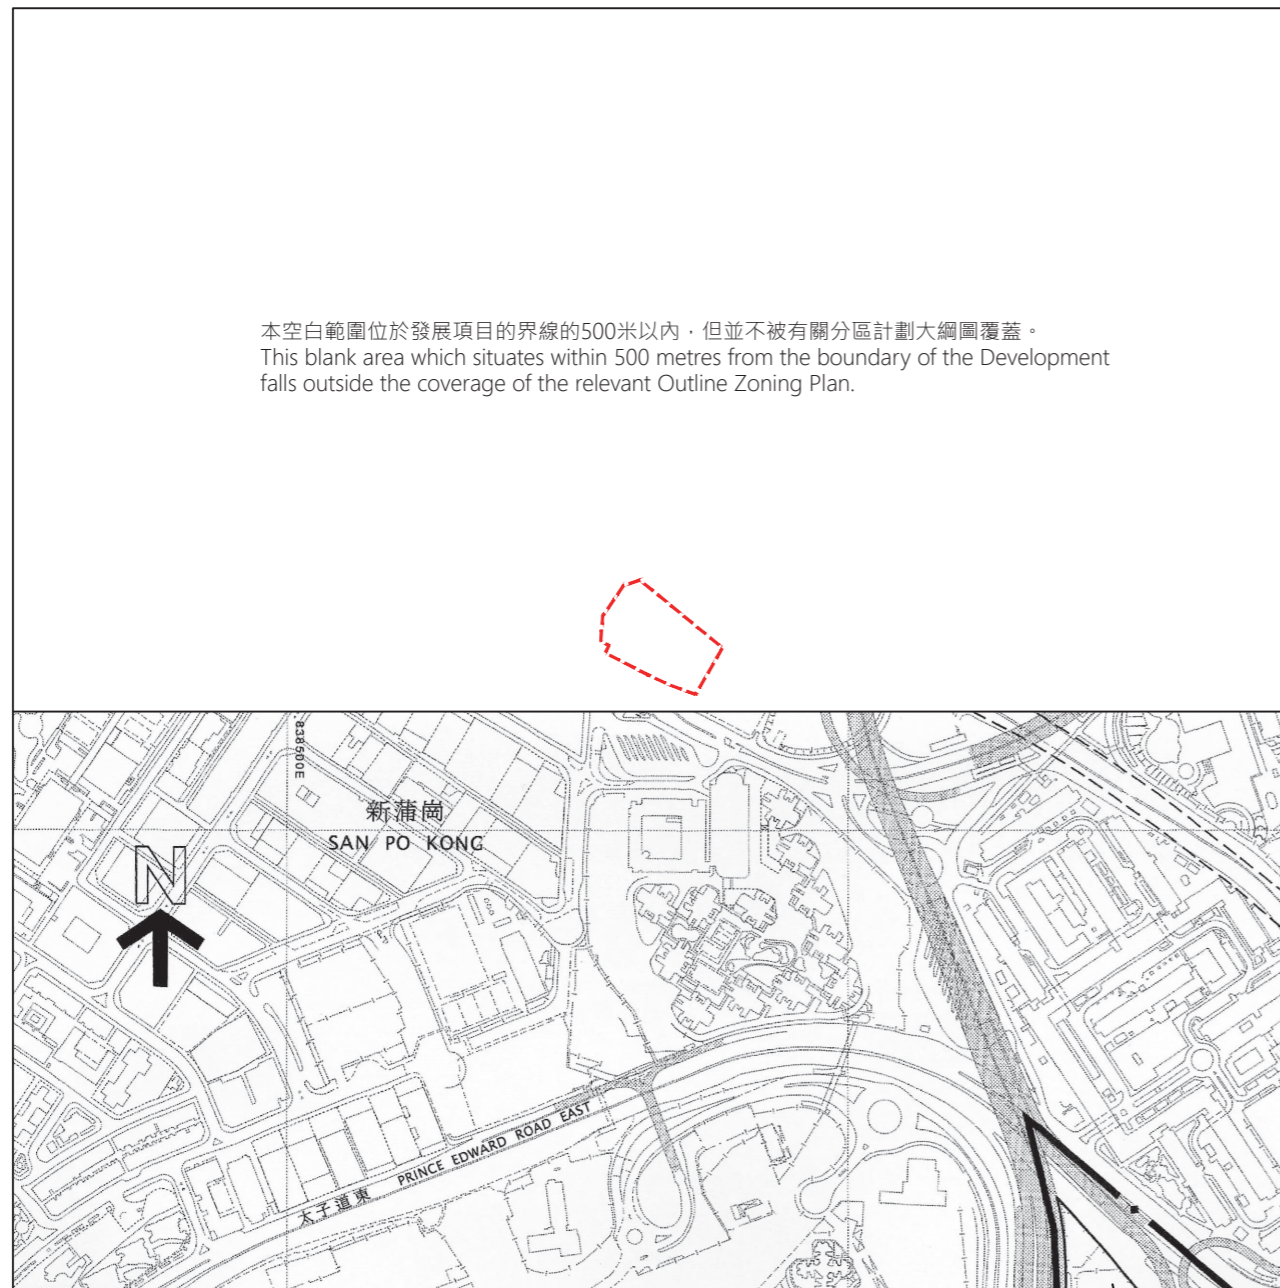 本空白範圍位於發展項目的界線的500米以內，但並不被有關分區計劃大綱圖覆蓋。
This blank area which situates within 500 metres from the boundary of the Development
falls outside the coverage of the relevant Outline Zoning Plan.
838500E
新蒲崗
SAN PO KONG
N
太子道東 PRINCE EDWARD ROAD EAST